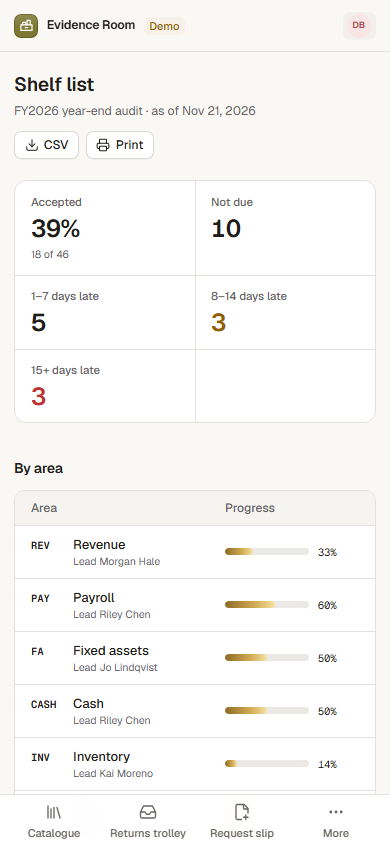 Evidence Room Demo DB
Shelf list
FY2026 year-end audit · as of Nov 21, 2026
CSV Print
Accepted Not due
39% 10
18 of 46
1–7 days late 8–14 days late
5 3
15+ days late
3
By area
Area Progress
REV Revenue 33%
Lead Morgan Hale
PAY Payroll 60%
Lead Riley Chen
FA Fixed assets 50%
Lead Jo Lindqvist
CASH Cash 50%
Lead Riley Chen
INV Inventory 14%
Lead Kai Moreno
Catalogue Returns trolley Request slip More